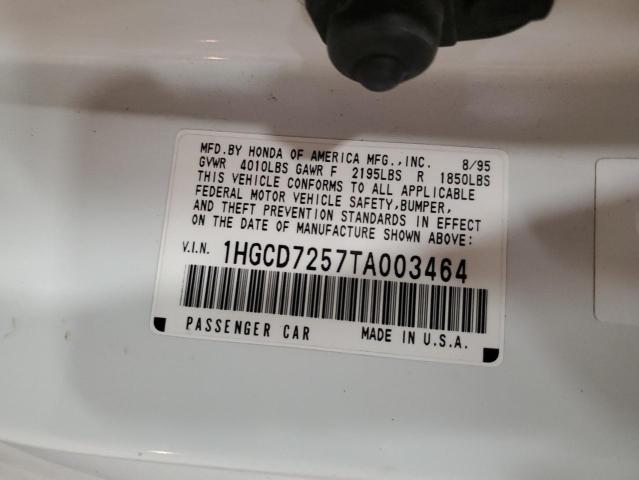 MFD.BY HONDA OF AMERICA MFG.,INC. 8/95
GVWR 4010LBS GAWR F 2195LBS R 1850LBS
THIS VEHICLE CONFORMS TO ALL APPLICABLE
FEDERAL MOTOR VEHICLE SAFETY,BUMPER,
AND THEFT PREVENTION STANDARDS IN EFFECT
ON THE DATE OF MANUFACTURE SHOWN ABOVE:
V.I.N. 1HGCD7257TA003464
PASSENGER CAR MADE IN U.S.A.